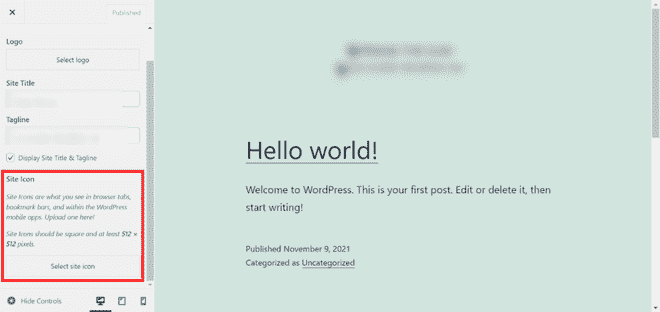 Published
Logo
Select logo
Site Title
Tagline
Display Site Title & Tagline
Site Icon
Site Icons are what you see in browser tabs,
bookmark bars, and within the WordPress
mobile apps. Upload one here!
Site Icons should be square and at least 512 ×
512 pixels.
Select site icon
Hide Controls
Hello world!
Welcome to WordPress. This is your first post. Edit or delete it, then
start writing!
Published November 9, 2021
Categorized as Uncategorized